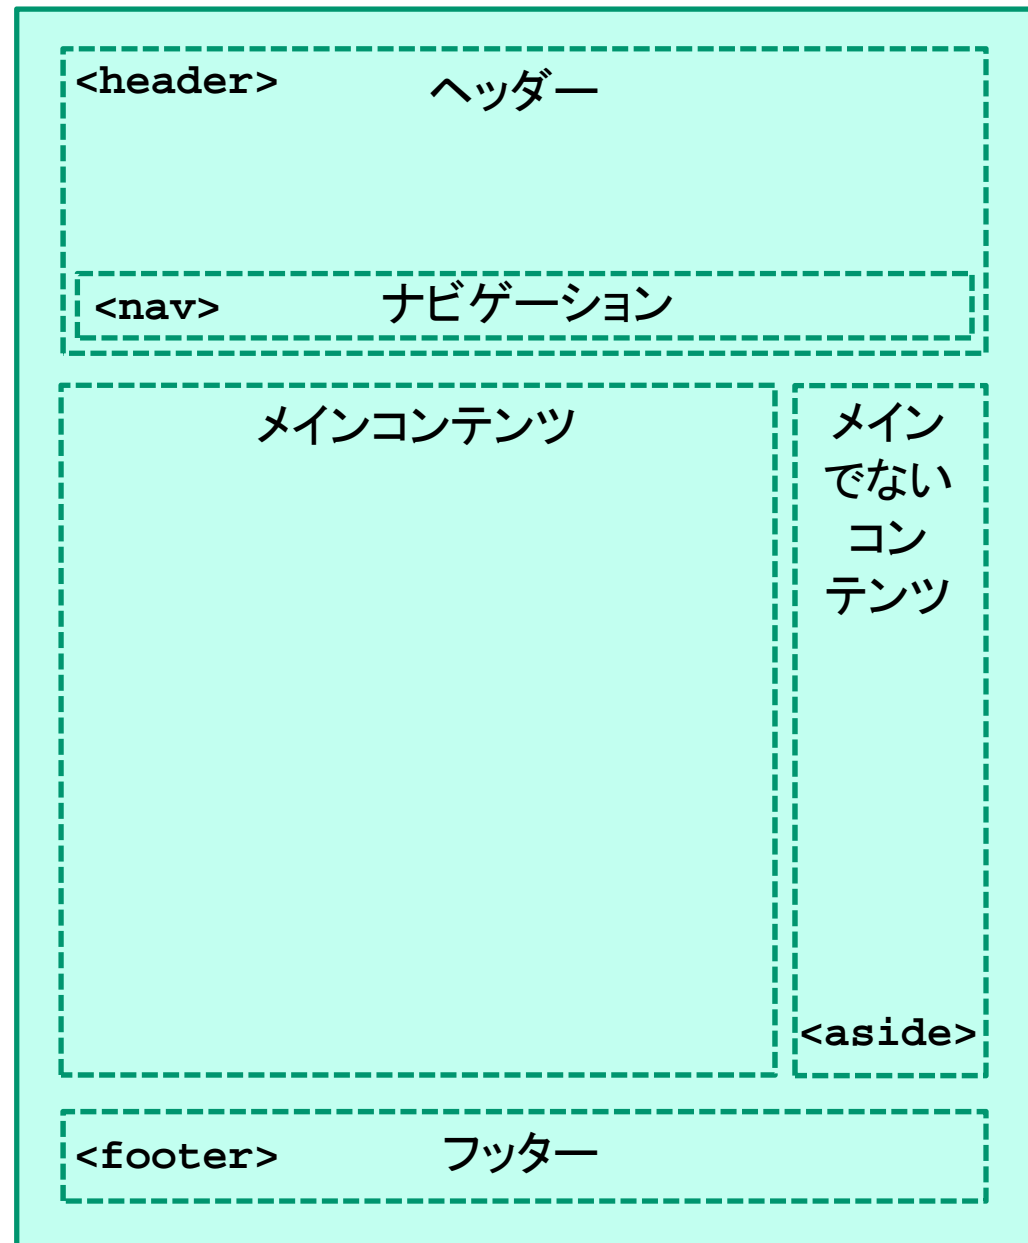 <header> ヘッダー
<nav> ナビゲーション
メインコンテンツ
メイン
でない
コン
テンツ
<aside>
<footer> フッター